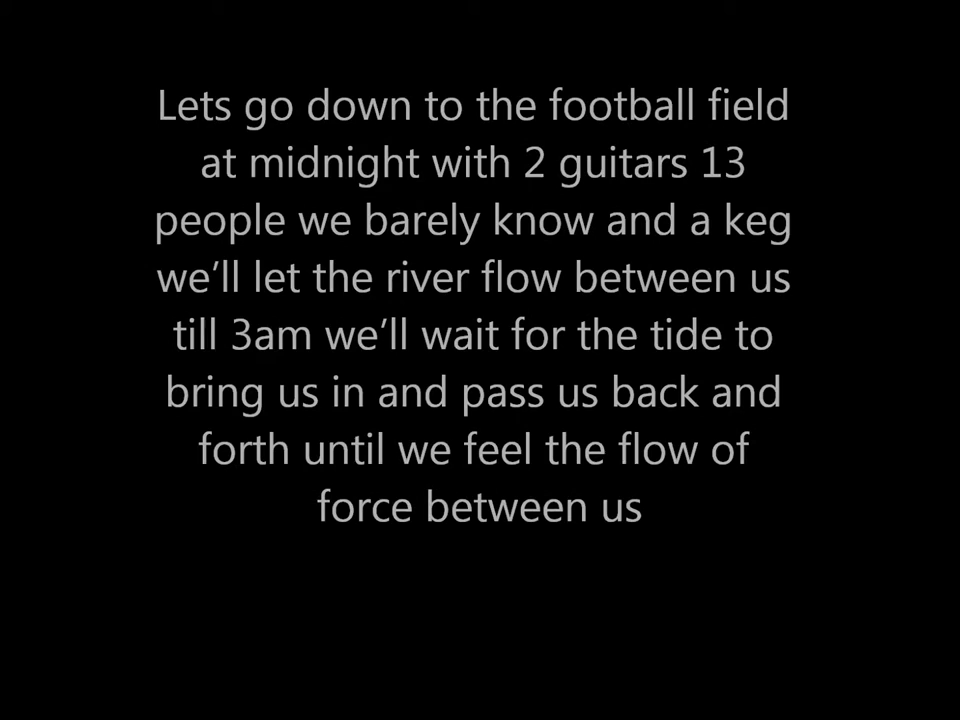 Lets go down to the football field
at midnight with 2 guitars 13
people we barely know and a keg
we’ll let the river flow between us
till 3am we’ll wait for the tide to
bring us in and pass us back and
forth until we feel the flow of
force between us